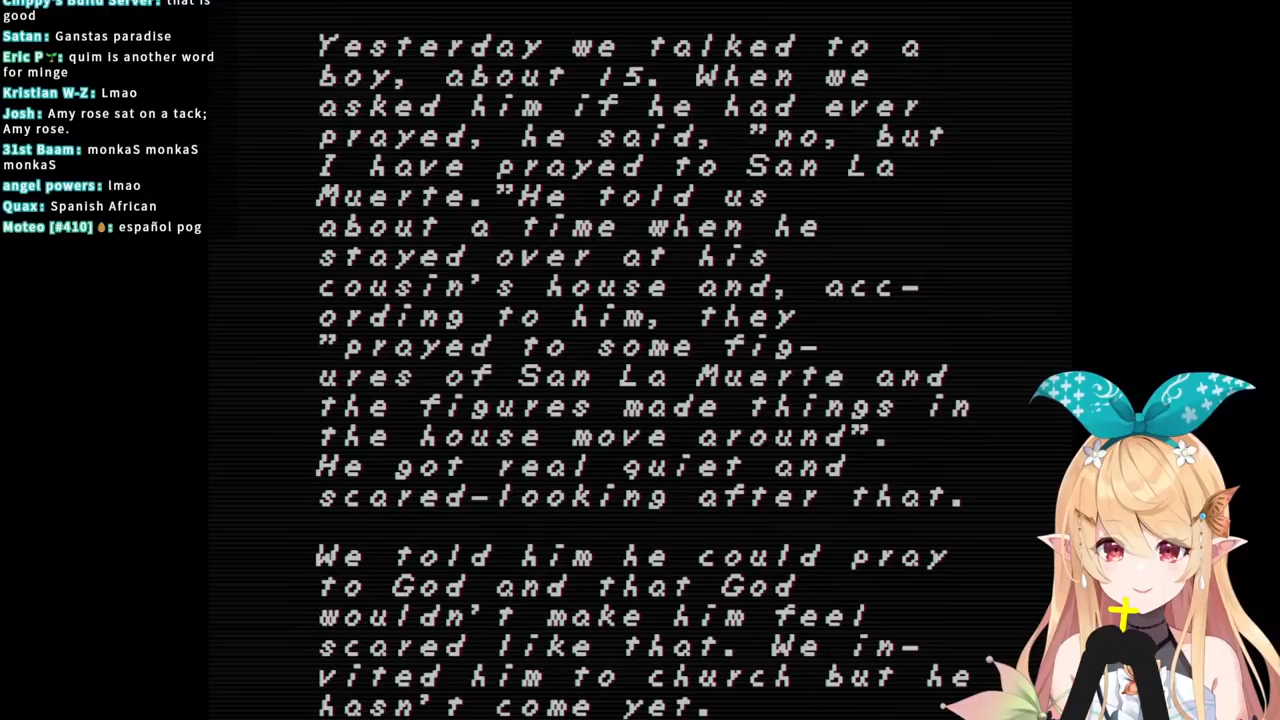 Chippy's Build Server: that is
good
Satan: Ganstas paradise
Eric P🌱: quim is another word
for minge
Kristian W-Z: Lmao
Josh: Amy rose sat on a tack;
Amy rose.
31st Baam: monkaS monkaS
monkaS
angel powers: lmao
Quax: Spanish African
Moteo [#410]: español pog
Yesterday we talked to a
boy, about 15. When we
asked him if he had ever
prayed, he said, "no, but
I have prayed to San La
Muerte."He told us
about a time when he
stayed over at his
cousin's house and, acc-
ording to him, they
"prayed to some fig-
ures of San La Muerte and
the figures made things in
the house move around".
He got real quiet and
scared-looking after that.
We told him he could pray
to God and that God
wouldn't make him feel
scared like that. We in-
vited him to church but he
hasn't come yet.